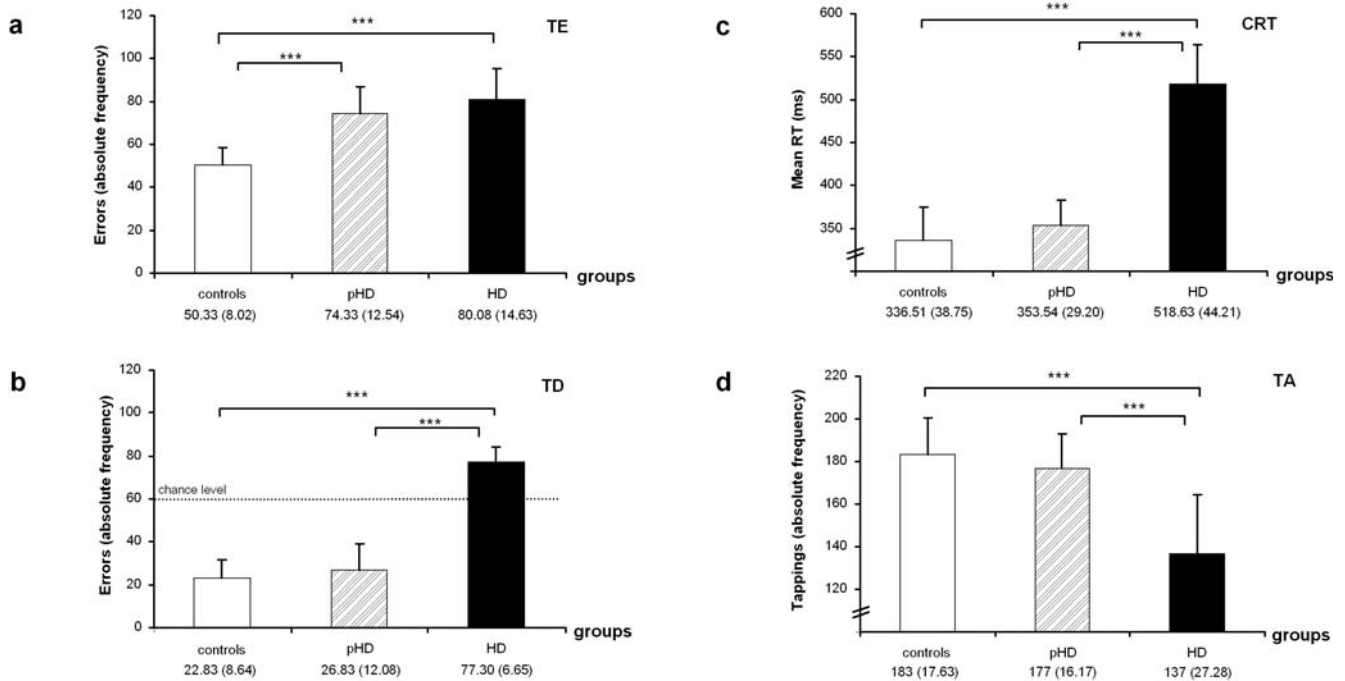 a
TE
***
***
Errors (absolute frequency)
120
100
80
60
40
20
0
controls
pHD
HD
groups
50.33 (8.02)
74.33 (12.54)
80.08 (14.63)
b
TD
***
***
Errors (absolute frequency)
120
100
80
60
40
20
0
chance level
controls
pHD
HD
groups
22.83 (8.64)
26.83 (12.08)
77.30 (6.65)
c
CRT
***
***
Mean RT (ms)
600
550
500
450
400
350
controls
pHD
HD
groups
336.51 (38.75)
353.54 (29.20)
518.63 (44.21)
d
TA
***
***
Tappings (absolute frequency)
220
200
180
160
140
120
controls
pHD
HD
groups
183 (17.63)
177 (16.17)
137 (27.28)